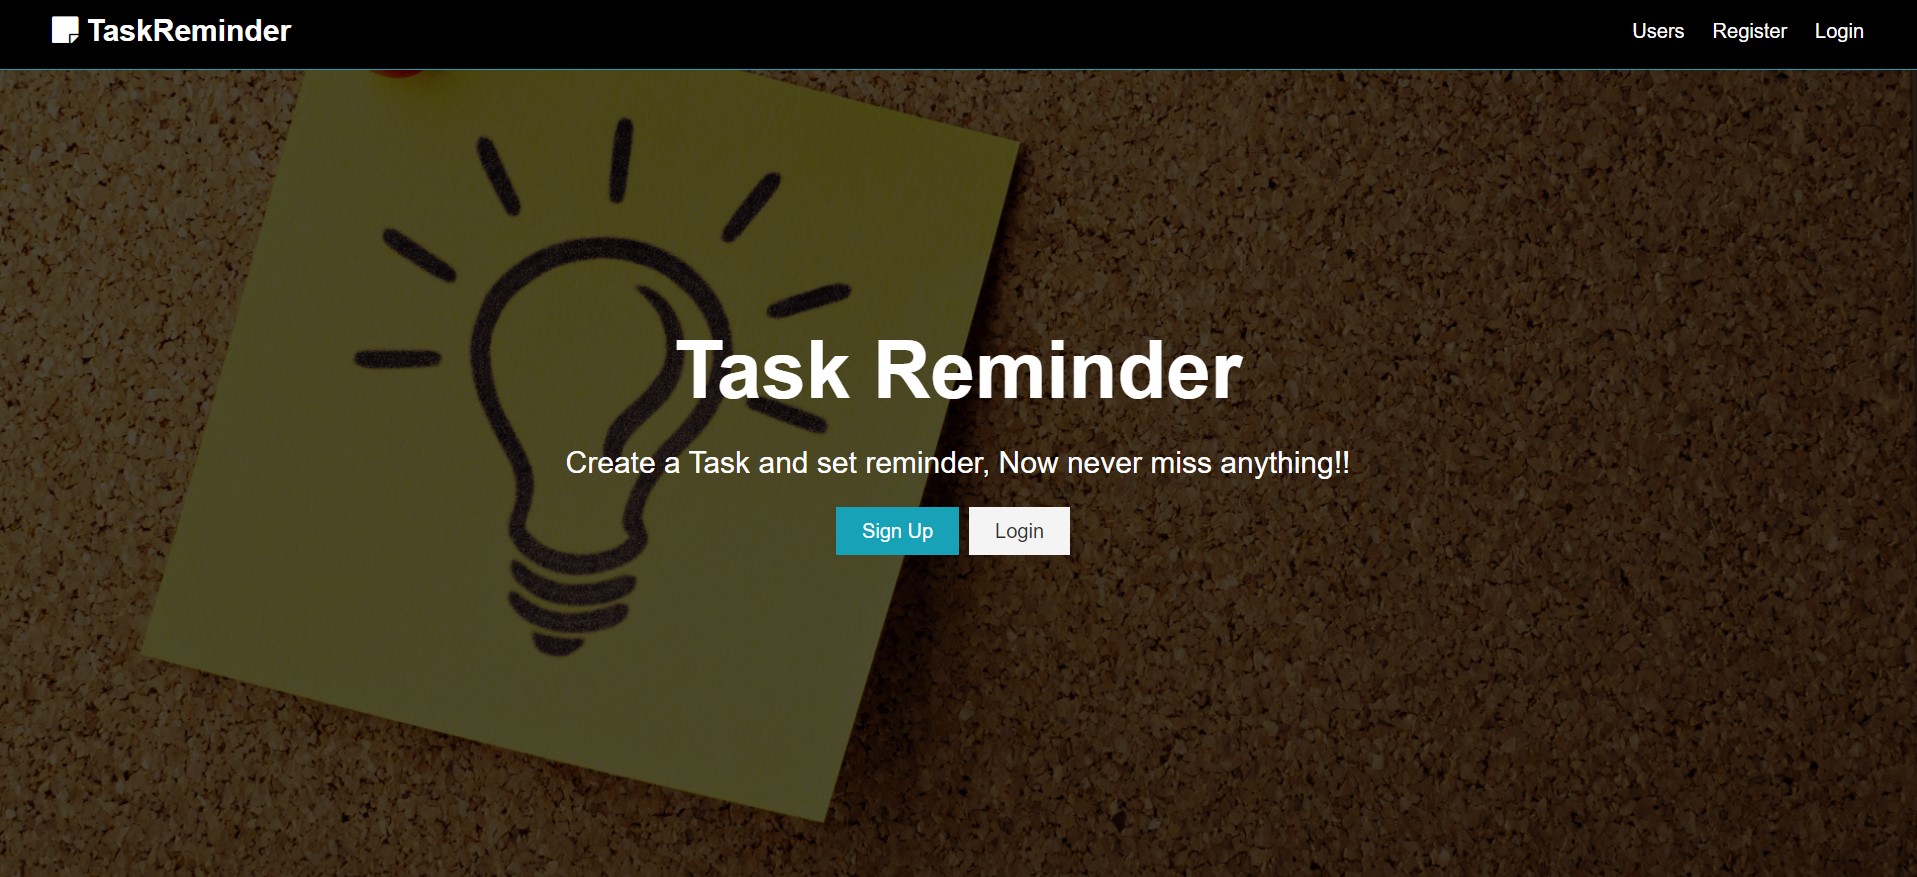 TaskReminder
Users Register Login
Task Reminder
Create a Task and set reminder, Now never miss anything!!
Sign Up Login